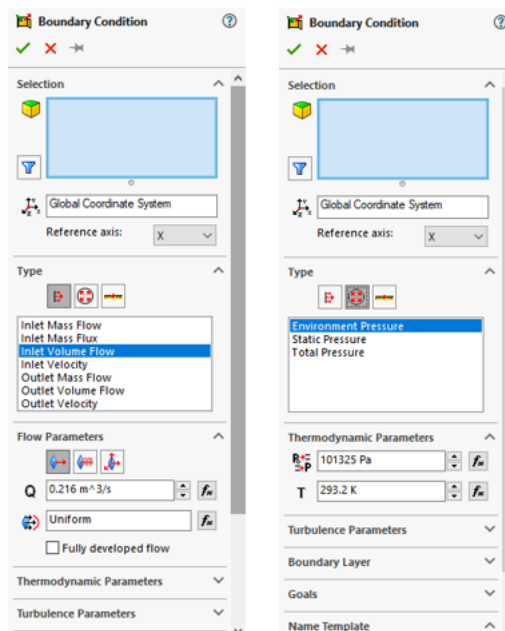 Boundary Condition
Selection
Global Coordinate System
Reference axis: X
Type
Inlet Mass Flow
Inlet Mass Flux
Inlet Volume Flow
Inlet Velocity
Outlet Mass Flow
Outlet Volume Flow
Outlet Velocity
Flow Parameters
Q 0.216 m^3/s
Uniform
Fully developed flow
Thermodynamic Parameters
Turbulence Parameters
Boundary Condition
Selection
Global Coordinate System
Reference axis: X
Type
Environment Pressure
Static Pressure
Total Pressure
Thermodynamic Parameters
101325 Pa
T 293.2 K
Turbulence Parameters
Boundary Layer
Goals
Name Template